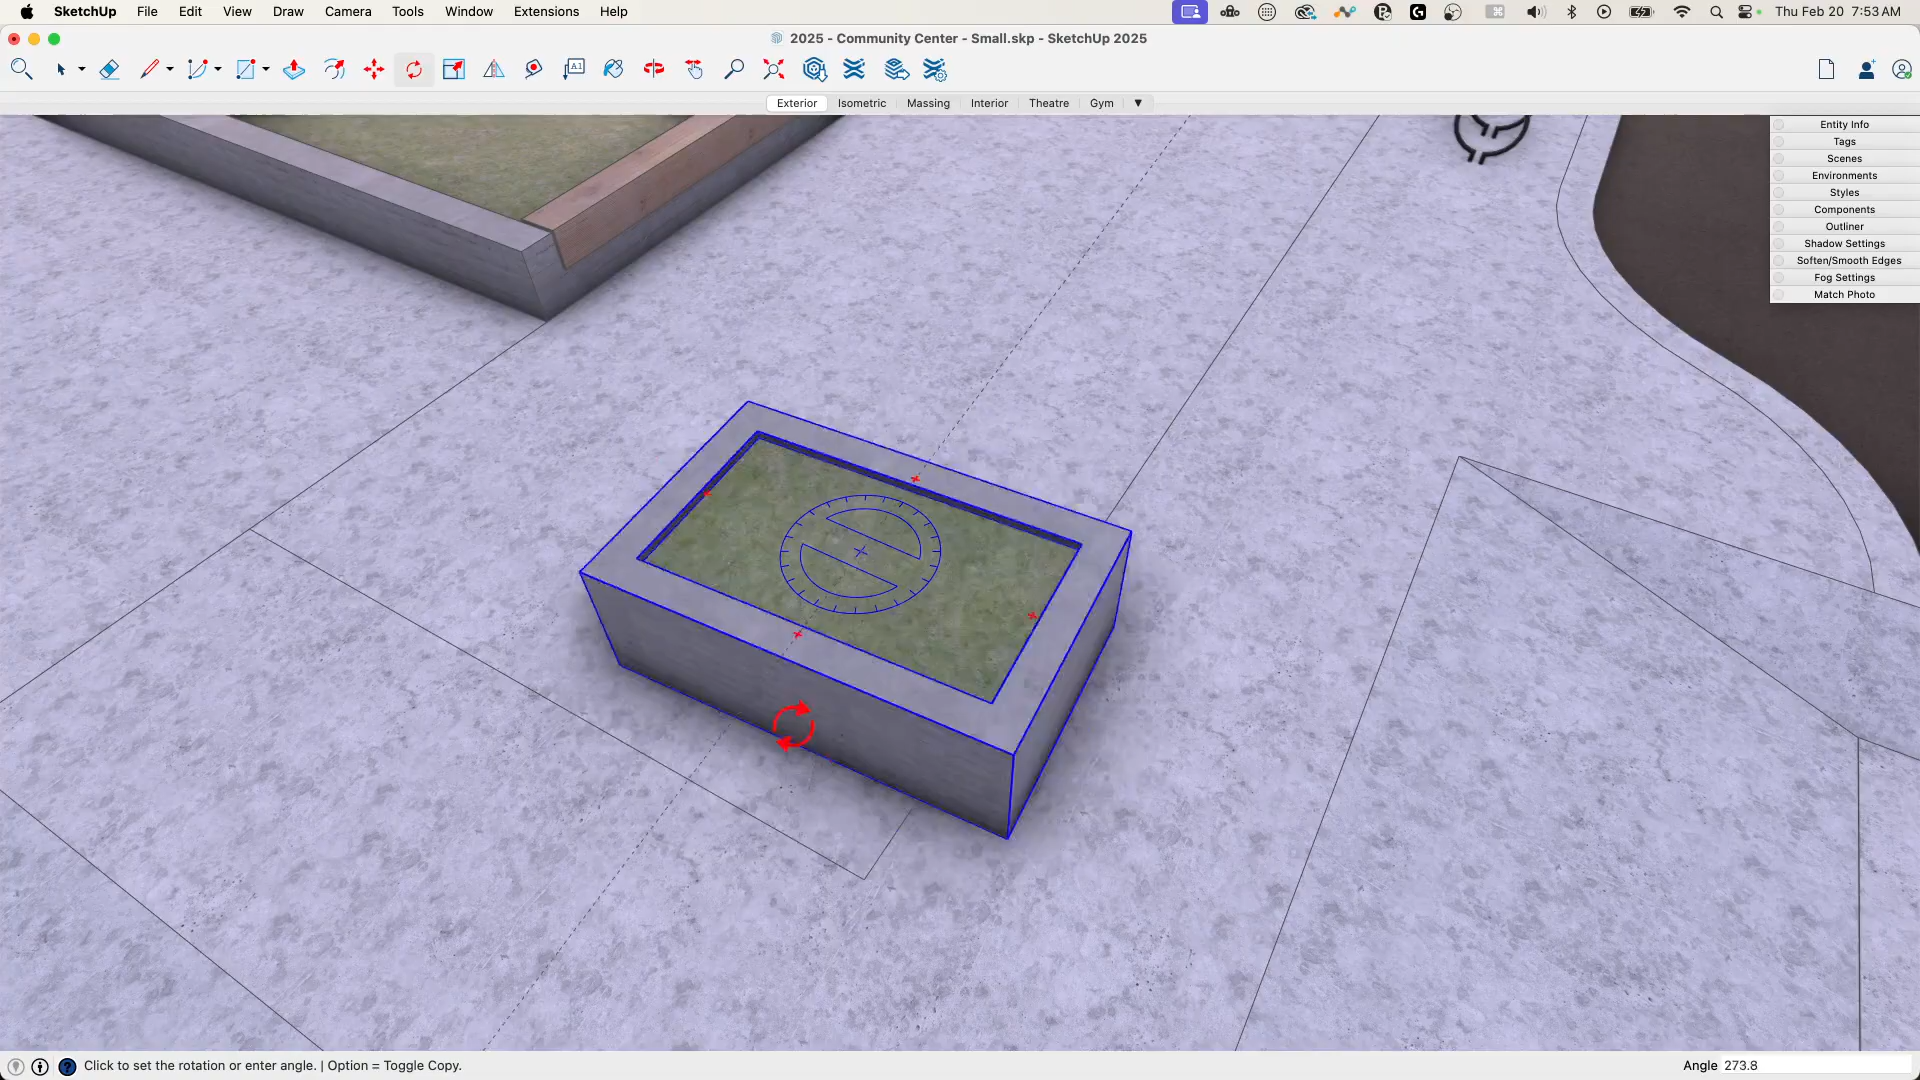 SketchUp File Edit View Draw Camera Tools Window Extensions Help
Thu Feb 20 7:53 AM
2025 - Community Center - Small.skp - SketchUp 2025
A1
Exterior Isometric Massing Interior Theatre Gym
Entity Info
Tags
Scenes
Environments
Styles
Components
Outliner
Shadow Settings
Soften/Smooth Edges
Fog Settings
Match Photo
Click to set the rotation or enter angle. | Option = Toggle Copy.
Angle 273.8